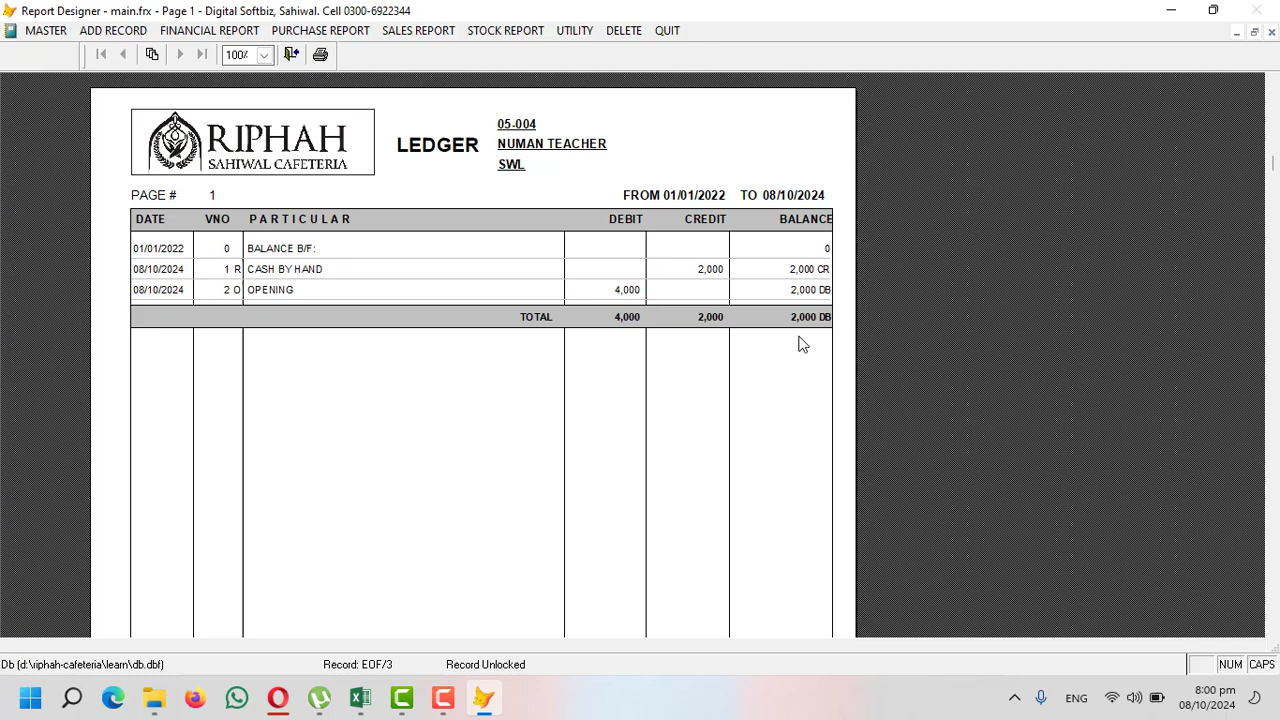 Report Designer - main.frx - Page 1 - Digital Softbiz, Sahiwal. Cell 0300-6922344
MASTER ADD RECORD FINANCIAL REPORT PURCHASE REPORT SALES REPORT STOCK REPORT UTILITY DELETE QUIT
100%
RIPHAH
SAHIWAL CAFETERIA
LEDGER
05-004
NUMAN TEACHER
SWL
PAGE # 1 FROM 01/01/2022 TO 08/10/2024
DATE VNO PARTICULAR DEBIT CREDIT BALANCE
01/01/2022 0 BALANCE B/F: 0
08/10/2024 1 R CASH BY HAND 2,000 2,000 CR
08/10/2024 2 O OPENING 4,000 2,000 DB
TOTAL 4,000 2,000 2,000 DB
Db (d:\riphah-cafeteria\learn\db.dbf) Record: EOF/3 Record Unlocked NUM CAPS
ENG 8:00 pm
08/10/2024